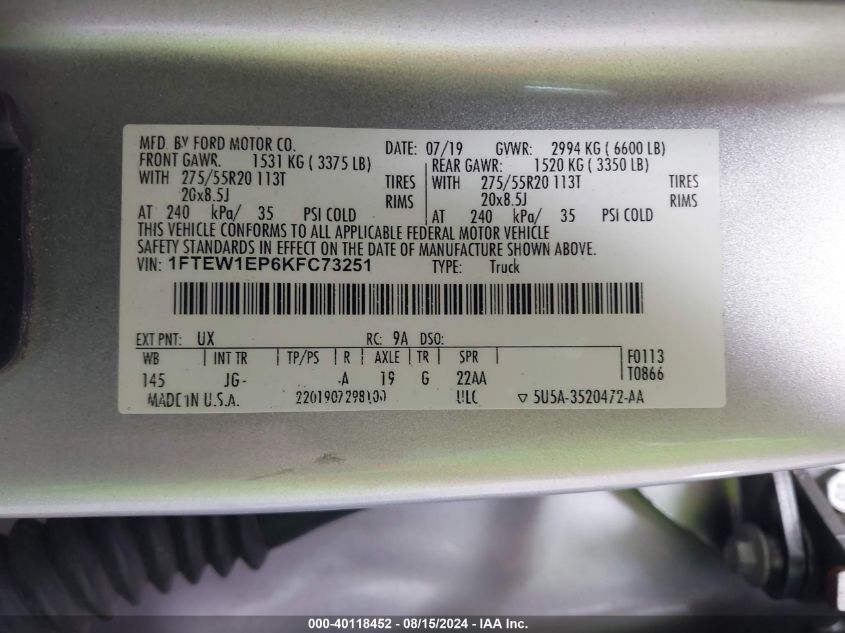 MFD. BY FORD MOTOR CO. DATE: 07/19 GVWR: 2994 KG ( 6600 LB)
FRONT GAWR: 1531 KG ( 3375 LB) REAR GAWR: 1520 KG ( 3350 LB)
WITH 275/55R20 113T TIRES WITH 275/55R20 113T TIRES
20x8.5J RIMS 20x8.5J RIMS
AT 240 kPa/ 35 PSI COLD AT 240 kPa/ 35 PSI COLD
THIS VEHICLE CONFORMS TO ALL APPLICABLE FEDERAL MOTOR VEHICLE
SAFETY STANDARDS IN EFFECT ON THE DATE OF MANUFACTURE SHOWN ABOVE.
VIN: 1FTEW1EP6KFC73251 TYPE: Truck
EXT PNT: UX RC: 9A DSO:
WB INT TR TP/PS R AXLE TR SPR F0113
145 JG- A 19 G 22AA T0866
MADE IN U.S.A. ULC ▽ 5U5A-3520472-AA
000-40118452 - 08/15/2024 - IAA Inc.